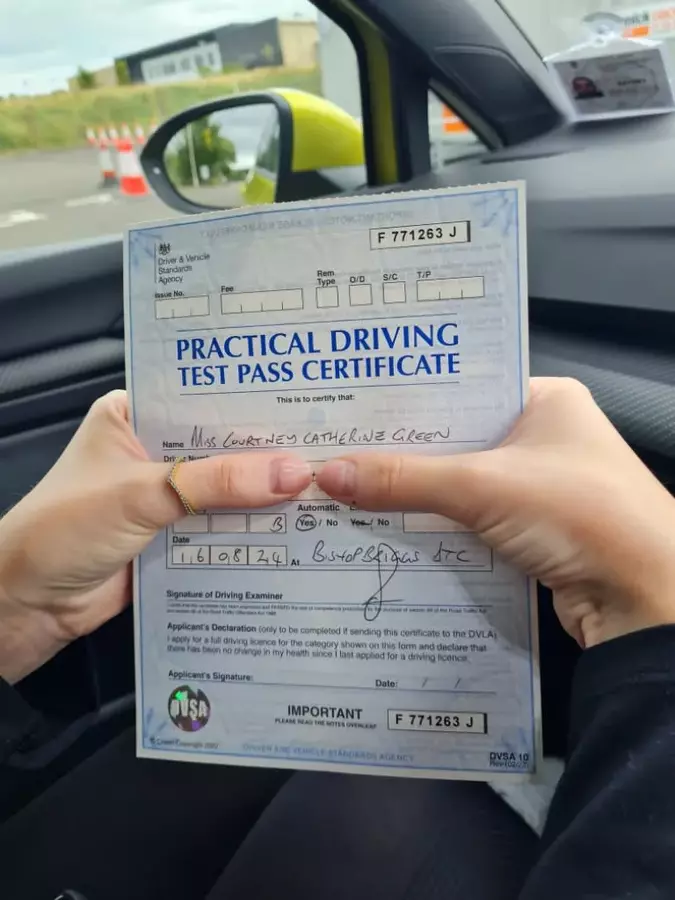 F 771263 J
Driver & Vehicle
Standards
Agency
Issue No. Fee Rem Type D/D S/C T/P
PRACTICAL DRIVING
TEST PASS CERTIFICATE
This is to certify that:
Name Miss COURTNEY CATHERINE GREEN
Automatic
B Yes / No Yes / No
Date
16 08 24 At BISHOPBRIGGS DTC
Signature of Driving Examiner
Applicant's Declaration (only to be completed if sending this certificate to the DVLA)
I apply for a full driving licence for the category shown on this form and declare that
there has been no change in my health since I last applied for a driving licence.
Applicant's Signature: Date: / /
DVSA
IMPORTANT
PLEASE READ THE NOTES OVERLEAF
F 771263 J
DRIVER AND VEHICLE STANDARDS AGENCY
DVSA 10